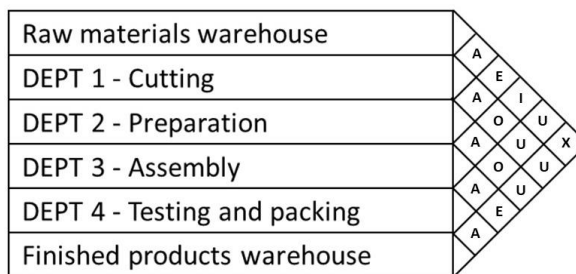 Raw materials warehouse
DEPT 1 - Cutting
DEPT 2 - Preparation
DEPT 3 - Assembly
DEPT 4 - Testing and packing
Finished products warehouse
A
E
A I
O U
A U X
O U
A U
E
A